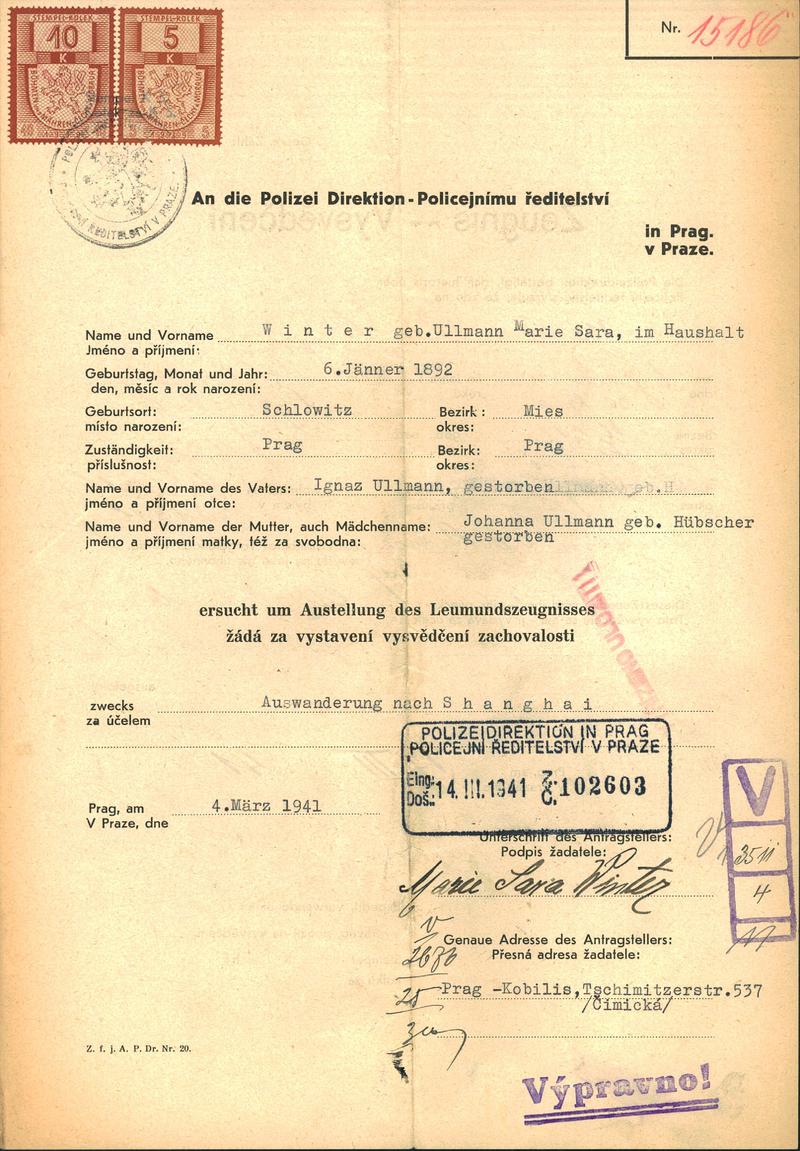 STEMPEL-KOLEK STEMPEL-KOLEK
10 5
K K
Nr. 15186
ŘEDITELSTVÍ V PRAZE
An die Polizei Direktion - Policejnímu ředitelství
in Prag.
v Praze.
Name und Vorname W i n t e r geb.Ullmann Marie Sara, im Haushalt
Jméno a příjmení:
Geburtstag, Monat und Jahr: 6.Jänner 1892
den, měsíc a rok narození:
Geburtsort: Schlowitz Bezirk: Mies
místo narození: okres:
Zuständigkeit: Prag Bezirk: Prag
příslušnost: okres:
Name und Vorname des Vaters: Ignaz Ullmann, gestorben
jméno a příjmení otce:
Name und Vorname der Mutter, auch Mädchenname: Johanna Ullmann geb. Hübscher
jméno a příjmení matky, též za svobodna: gestorben
ersucht um Austellung des Leumundszeugnisses
žádá za vystavení vysvědčení zachovalosti
zwecks Auswanderung nach S h a n g h a i
za účelem
POLIZEIDIREKTION IN PRAG
POLICEJNÍ ŘEDITELSTVÍ V PRAZE
Eing.: Z.
Doš.: 14. III. 1941 Č. 102603
Prag, am 4.März 1941
V Praze, dne
Unterschrift des Antragstellers:
Podpis žadatele:
Marie Sara Winter
V
4
Genaue Adresse des Antragstellers:
Přesná adresa žadatele:
Prag -Kobilis,Tschimitzerstr.537
/Čimická/
Z. f. j. A. P. Dr. Nr. 20.
Výpravno!